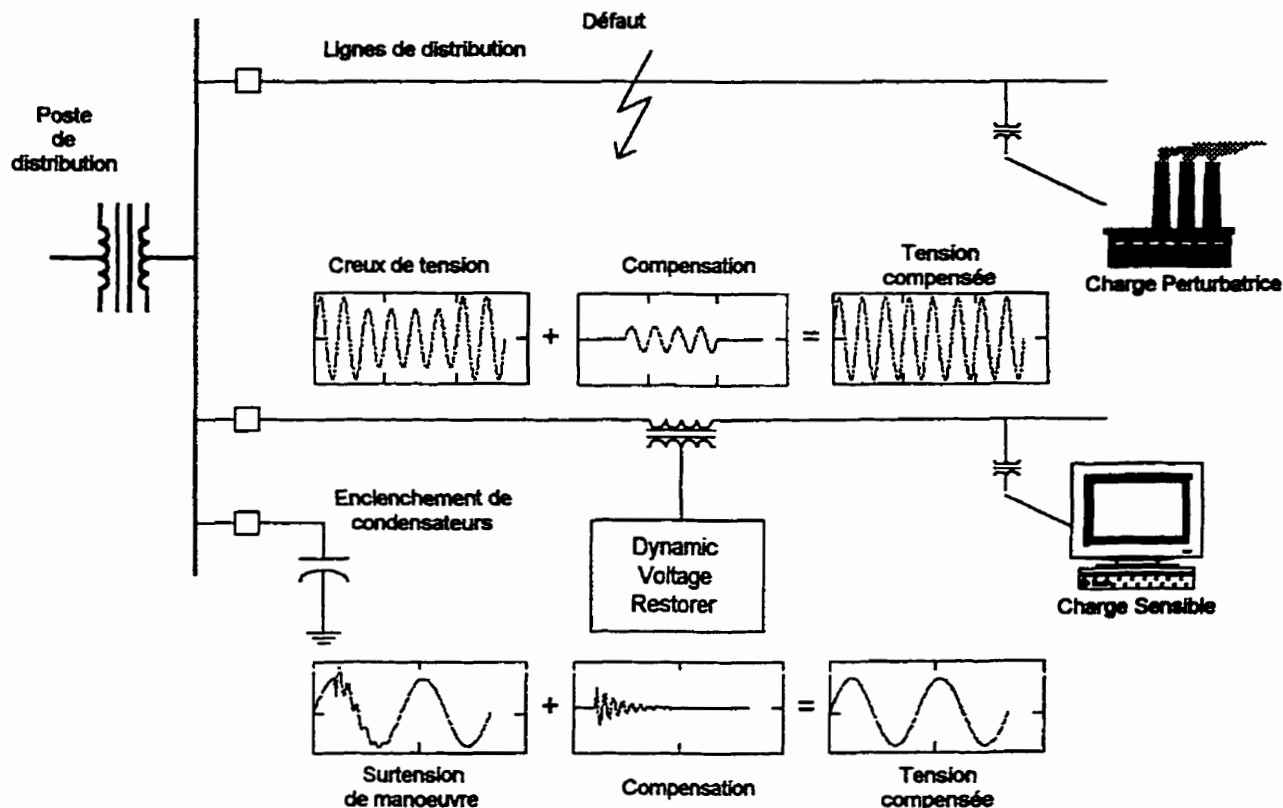 Défaut
Lignes de distribution
Poste
de
distribution
Charge Perturbatrice
Creux de tension
Compensation
Tension
compensée
+
=
Enclenchement de
condensateurs
Dynamic
Voltage
Restorer
Charge Sensible
+
=
Surtension
de manoeuvre
Compensation
Tension
compensée